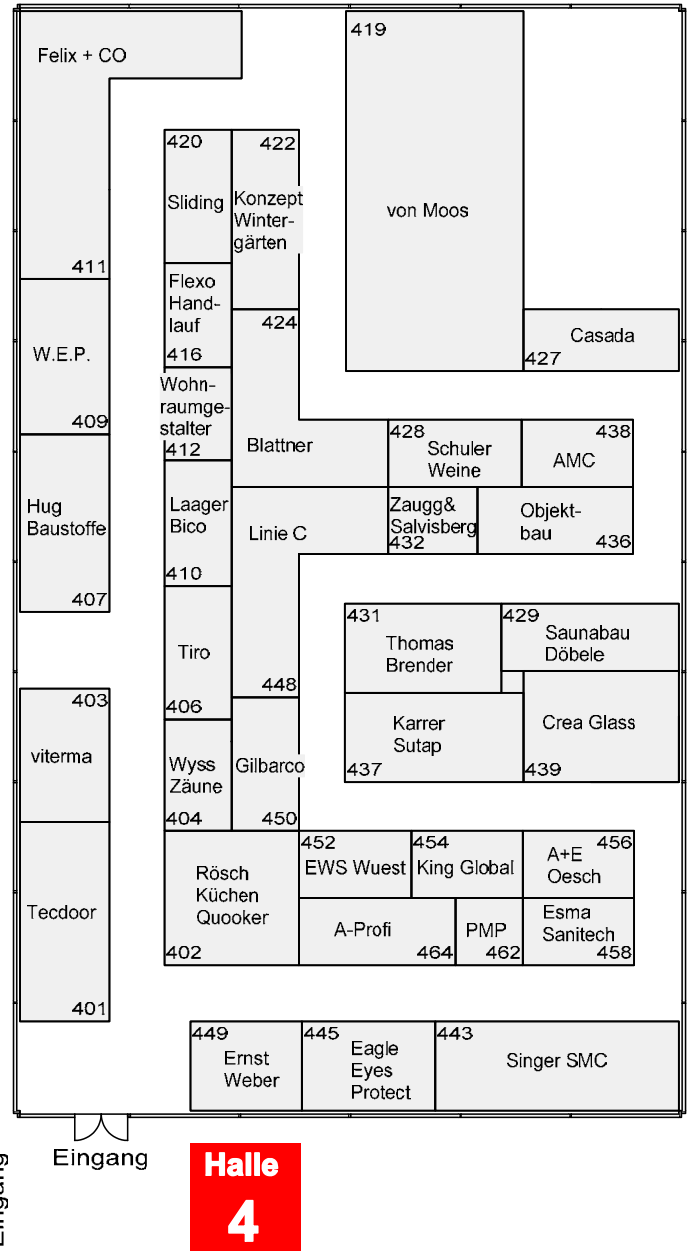 Felix + CO
411
W.E.P.
409
Hug
Baustoffe
407
403
viterma
Tecdoor
401
420
Sliding
422
Konzept
Winter-
gärten
Flexo
Hand-
lauf
416
424
Blattner
Wohn-
raumge-
stalter
412
Laager
Bico
410
Linie C
448
Tiro
406
Wyss
Zäune
404
Gilbarco
450
Rösch
Küchen
Quooker
402
419
von Moos
Casada
427
428
Schuler
Weine
438
AMC
Zaugg&
Salvisberg
432
Objekt-
bau
436
431
Thomas
Brender
429
Saunabau
Döbele
Karrer
Sutap
437
Crea Glass
439
452
EWS Wuest
454
King Global
456
A+E
Oesch
A-Profi
464
PMP
462
Esma
Sanitech
458
449
Ernst
Weber
445
Eagle
Eyes
Protect
443
Singer SMC
Eingang
Eingang
Halle
4